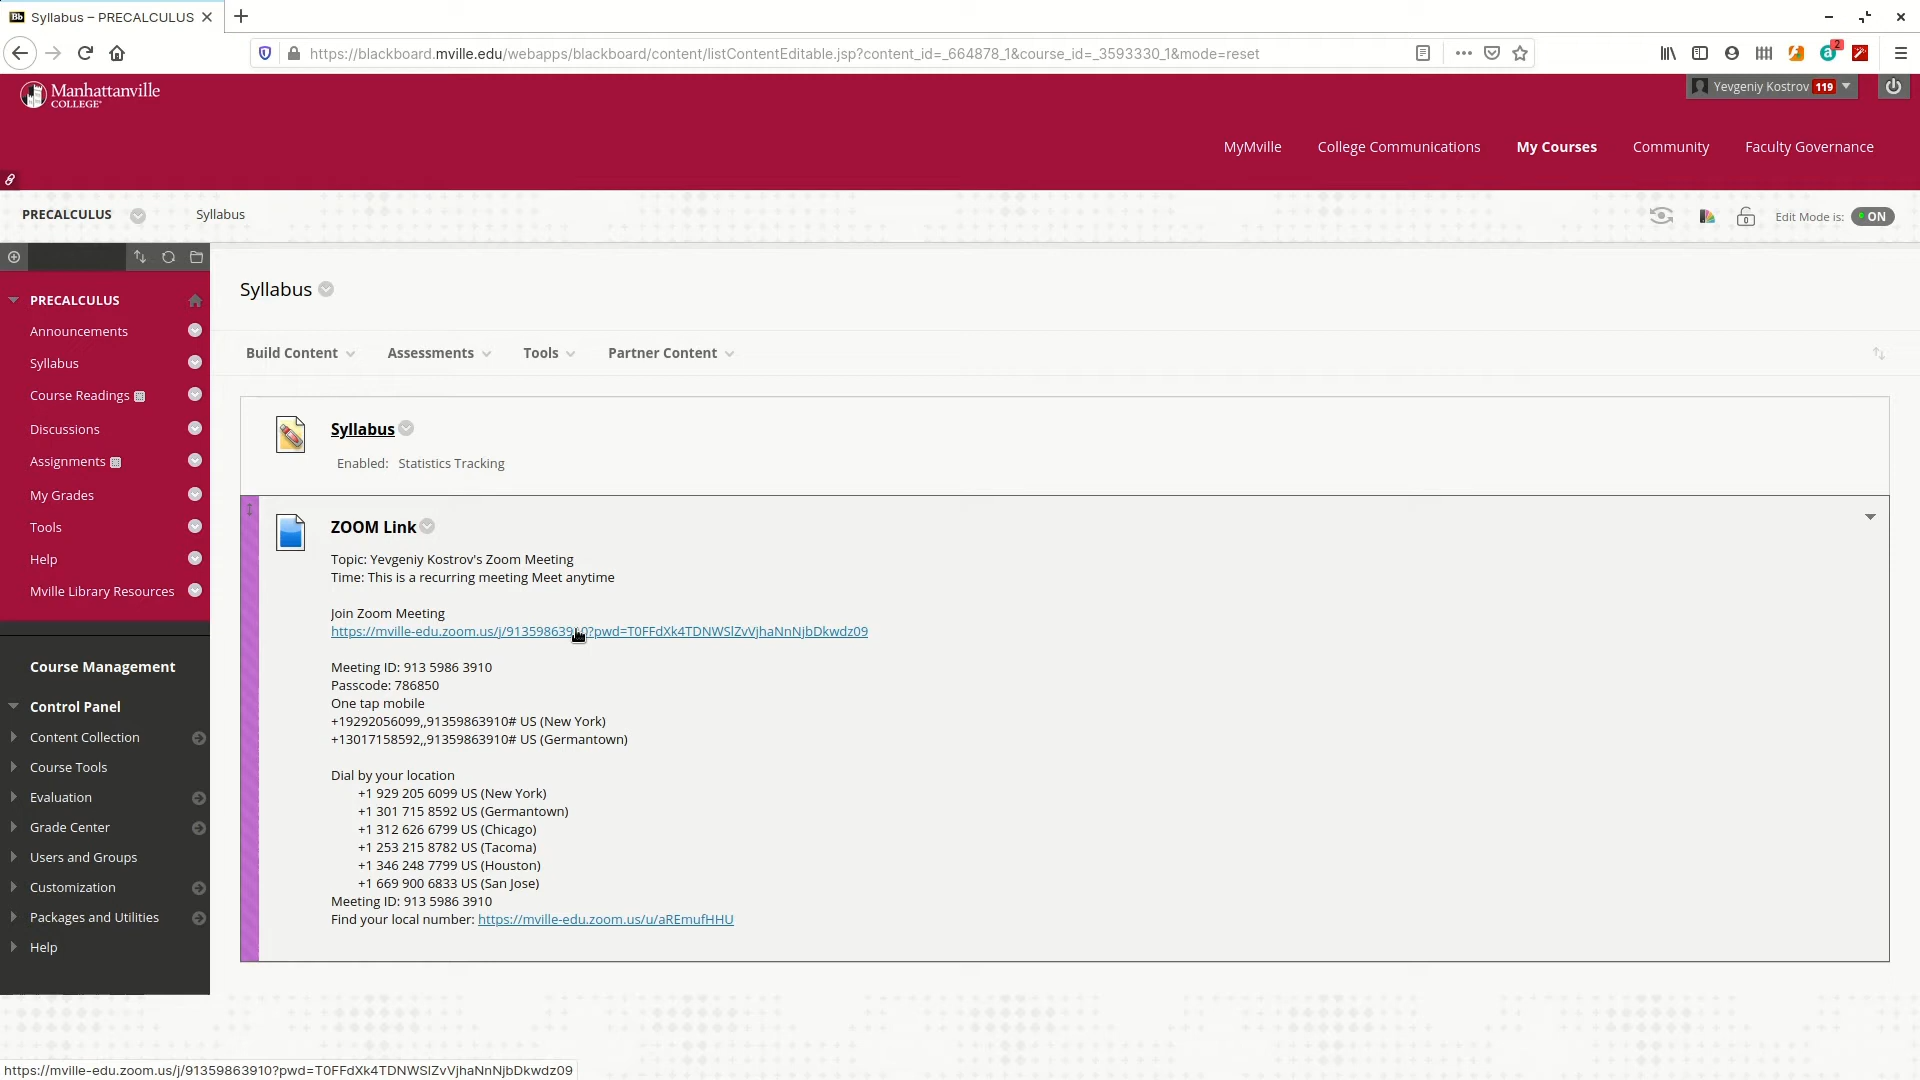 Syllabus – PRECALCULUS
https://blackboard.mville.edu/webapps/blackboard/content/listContentEditable.jsp?content_id=_664878_1&course_id=_3593330_1&mode=reset
2
Manhattanville
COLLEGE
Yevgeniy Kostrov 119
MyMville College Communications My Courses Community Faculty Governance
PRECALCULUS Syllabus Edit Mode is: ON
PRECALCULUS
Announcements
Syllabus
Course Readings
Discussions
Assignments
My Grades
Tools
Help
Mville Library Resources
Course Management
Control Panel
Content Collection
Course Tools
Evaluation
Grade Center
Users and Groups
Customization
Packages and Utilities
Help
Syllabus
Build Content Assessments Tools Partner Content
Syllabus
Enabled: Statistics Tracking
ZOOM Link
Topic: Yevgeniy Kostrov's Zoom Meeting
Time: This is a recurring meeting Meet anytime
Join Zoom Meeting
https://mville-edu.zoom.us/j/91359863910?pwd=T0FFdXk4TDNWSlZvVjhaNnNjbDkwdz09
Meeting ID: 913 5986 3910
Passcode: 786850
One tap mobile
+19292056099,,91359863910# US (New York)
+13017158592,,91359863910# US (Germantown)
Dial by your location
+1 929 205 6099 US (New York)
+1 301 715 8592 US (Germantown)
+1 312 626 6799 US (Chicago)
+1 253 215 8782 US (Tacoma)
+1 346 248 7799 US (Houston)
+1 669 900 6833 US (San Jose)
Meeting ID: 913 5986 3910
Find your local number: https://mville-edu.zoom.us/u/aREmufHHU
https://mville-edu.zoom.us/j/91359863910?pwd=T0FFdXk4TDNWSlZvVjhaNnNjbDkwdz09